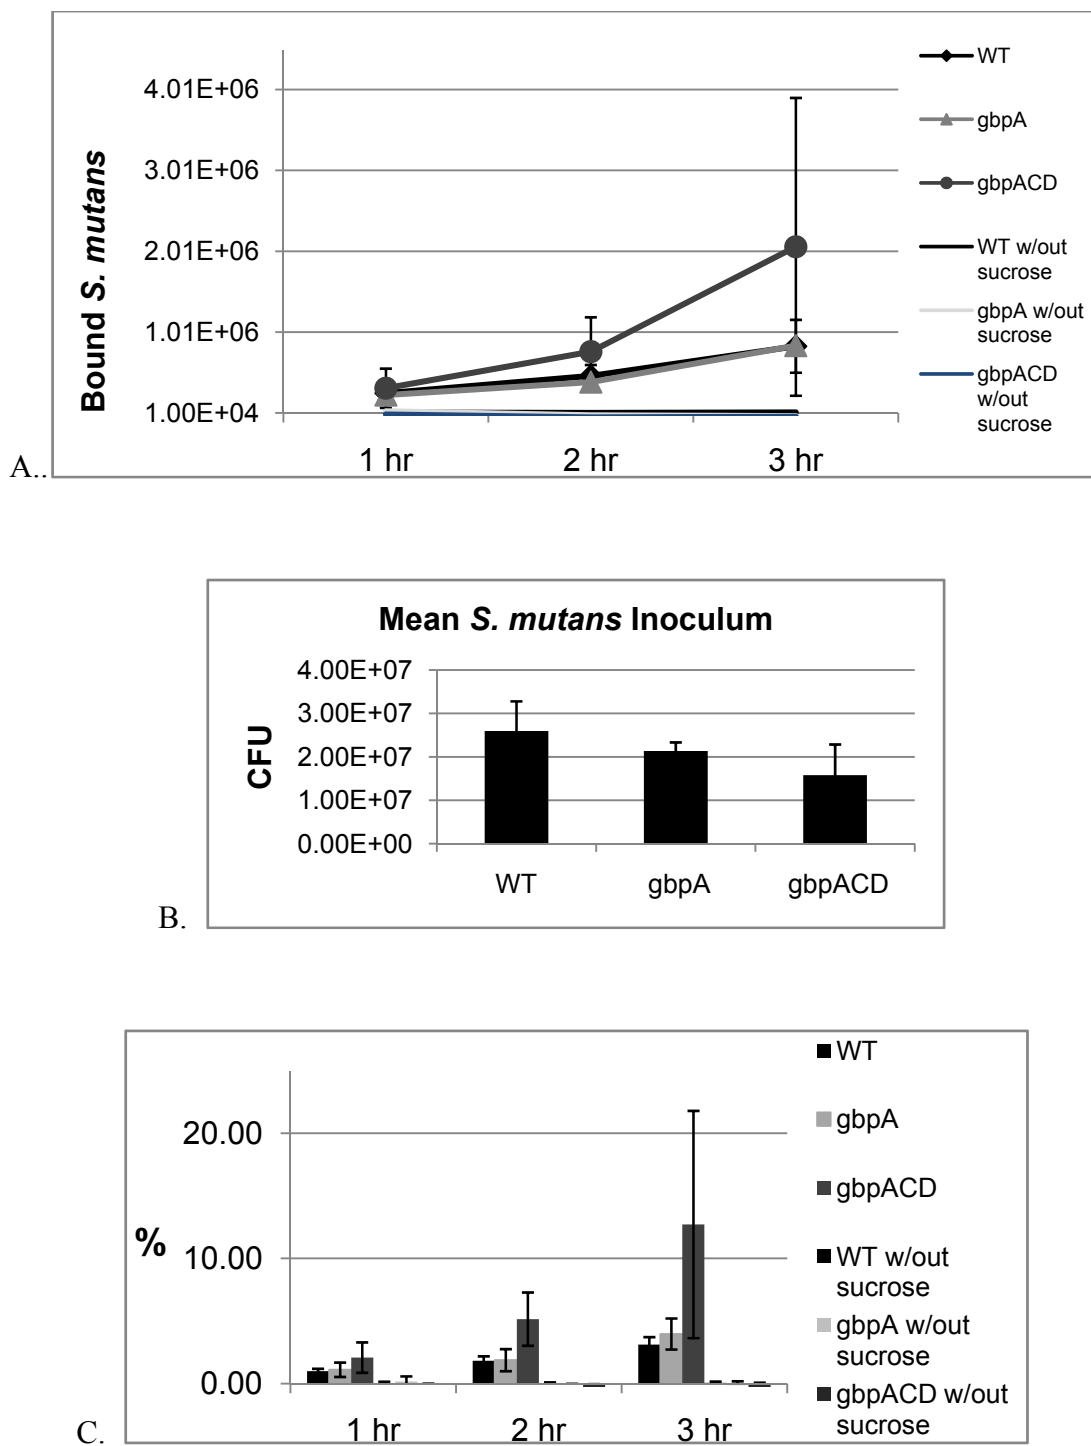 4.01E+06
3.01E+06
2.01E+06
1.01E+06
1.00E+04
Bound S. mutans
1 hr 2 hr 3 hr
WT
gbpA
gbpACD
WT w/out
sucrose
gbpA w/out
sucrose
gbpACD
w/out
sucrose
A..
Mean S. mutans Inoculum
4.00E+07
3.00E+07
2.00E+07
1.00E+07
0.00E+00
CFU
WT gbpA gbpACD
B.
20.00
10.00
0.00
%
1 hr 2 hr 3 hr
WT
gbpA
gbpACD
WT w/out
sucrose
gbpA w/out
sucrose
gbpACD w/out
sucrose
C.